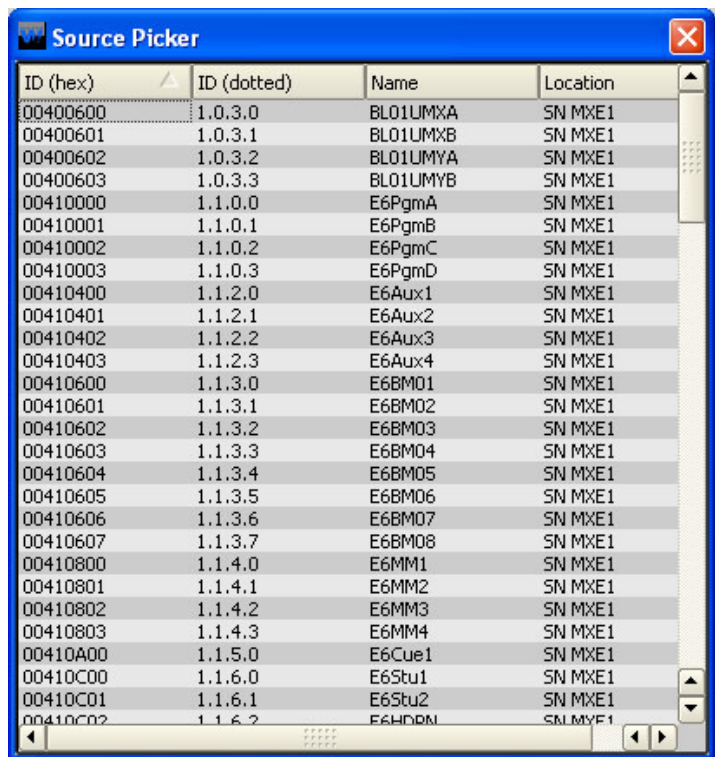 Source Picker
ID (hex) ID (dotted) Name Location
00400600 1.0.3.0 BL01UMXA SN MXE1
00400601 1.0.3.1 BL01UMXB SN MXE1
00400602 1.0.3.2 BL01UMYA SN MXE1
00400603 1.0.3.3 BL01UMYB SN MXE1
00410000 1.1.0.0 E6PgmA SN MXE1
00410001 1.1.0.1 E6PgmB SN MXE1
00410002 1.1.0.2 E6PgmC SN MXE1
00410003 1.1.0.3 E6PgmD SN MXE1
00410400 1.1.2.0 E6Aux1 SN MXE1
00410401 1.1.2.1 E6Aux2 SN MXE1
00410402 1.1.2.2 E6Aux3 SN MXE1
00410403 1.1.2.3 E6Aux4 SN MXE1
00410600 1.1.3.0 E6BM01 SN MXE1
00410601 1.1.3.1 E6BM02 SN MXE1
00410602 1.1.3.2 E6BM03 SN MXE1
00410603 1.1.3.3 E6BM04 SN MXE1
00410604 1.1.3.4 E6BM05 SN MXE1
00410605 1.1.3.5 E6BM06 SN MXE1
00410606 1.1.3.6 E6BM07 SN MXE1
00410607 1.1.3.7 E6BM08 SN MXE1
00410800 1.1.4.0 E6MM1 SN MXE1
00410801 1.1.4.1 E6MM2 SN MXE1
00410802 1.1.4.2 E6MM3 SN MXE1
00410803 1.1.4.3 E6MM4 SN MXE1
00410A00 1.1.5.0 E6Cue1 SN MXE1
00410C00 1.1.6.0 E6Stu1 SN MXE1
00410C01 1.1.6.1 E6Stu2 SN MXE1
00410C02 1.1.6.2 E6HDPN SN MXE1